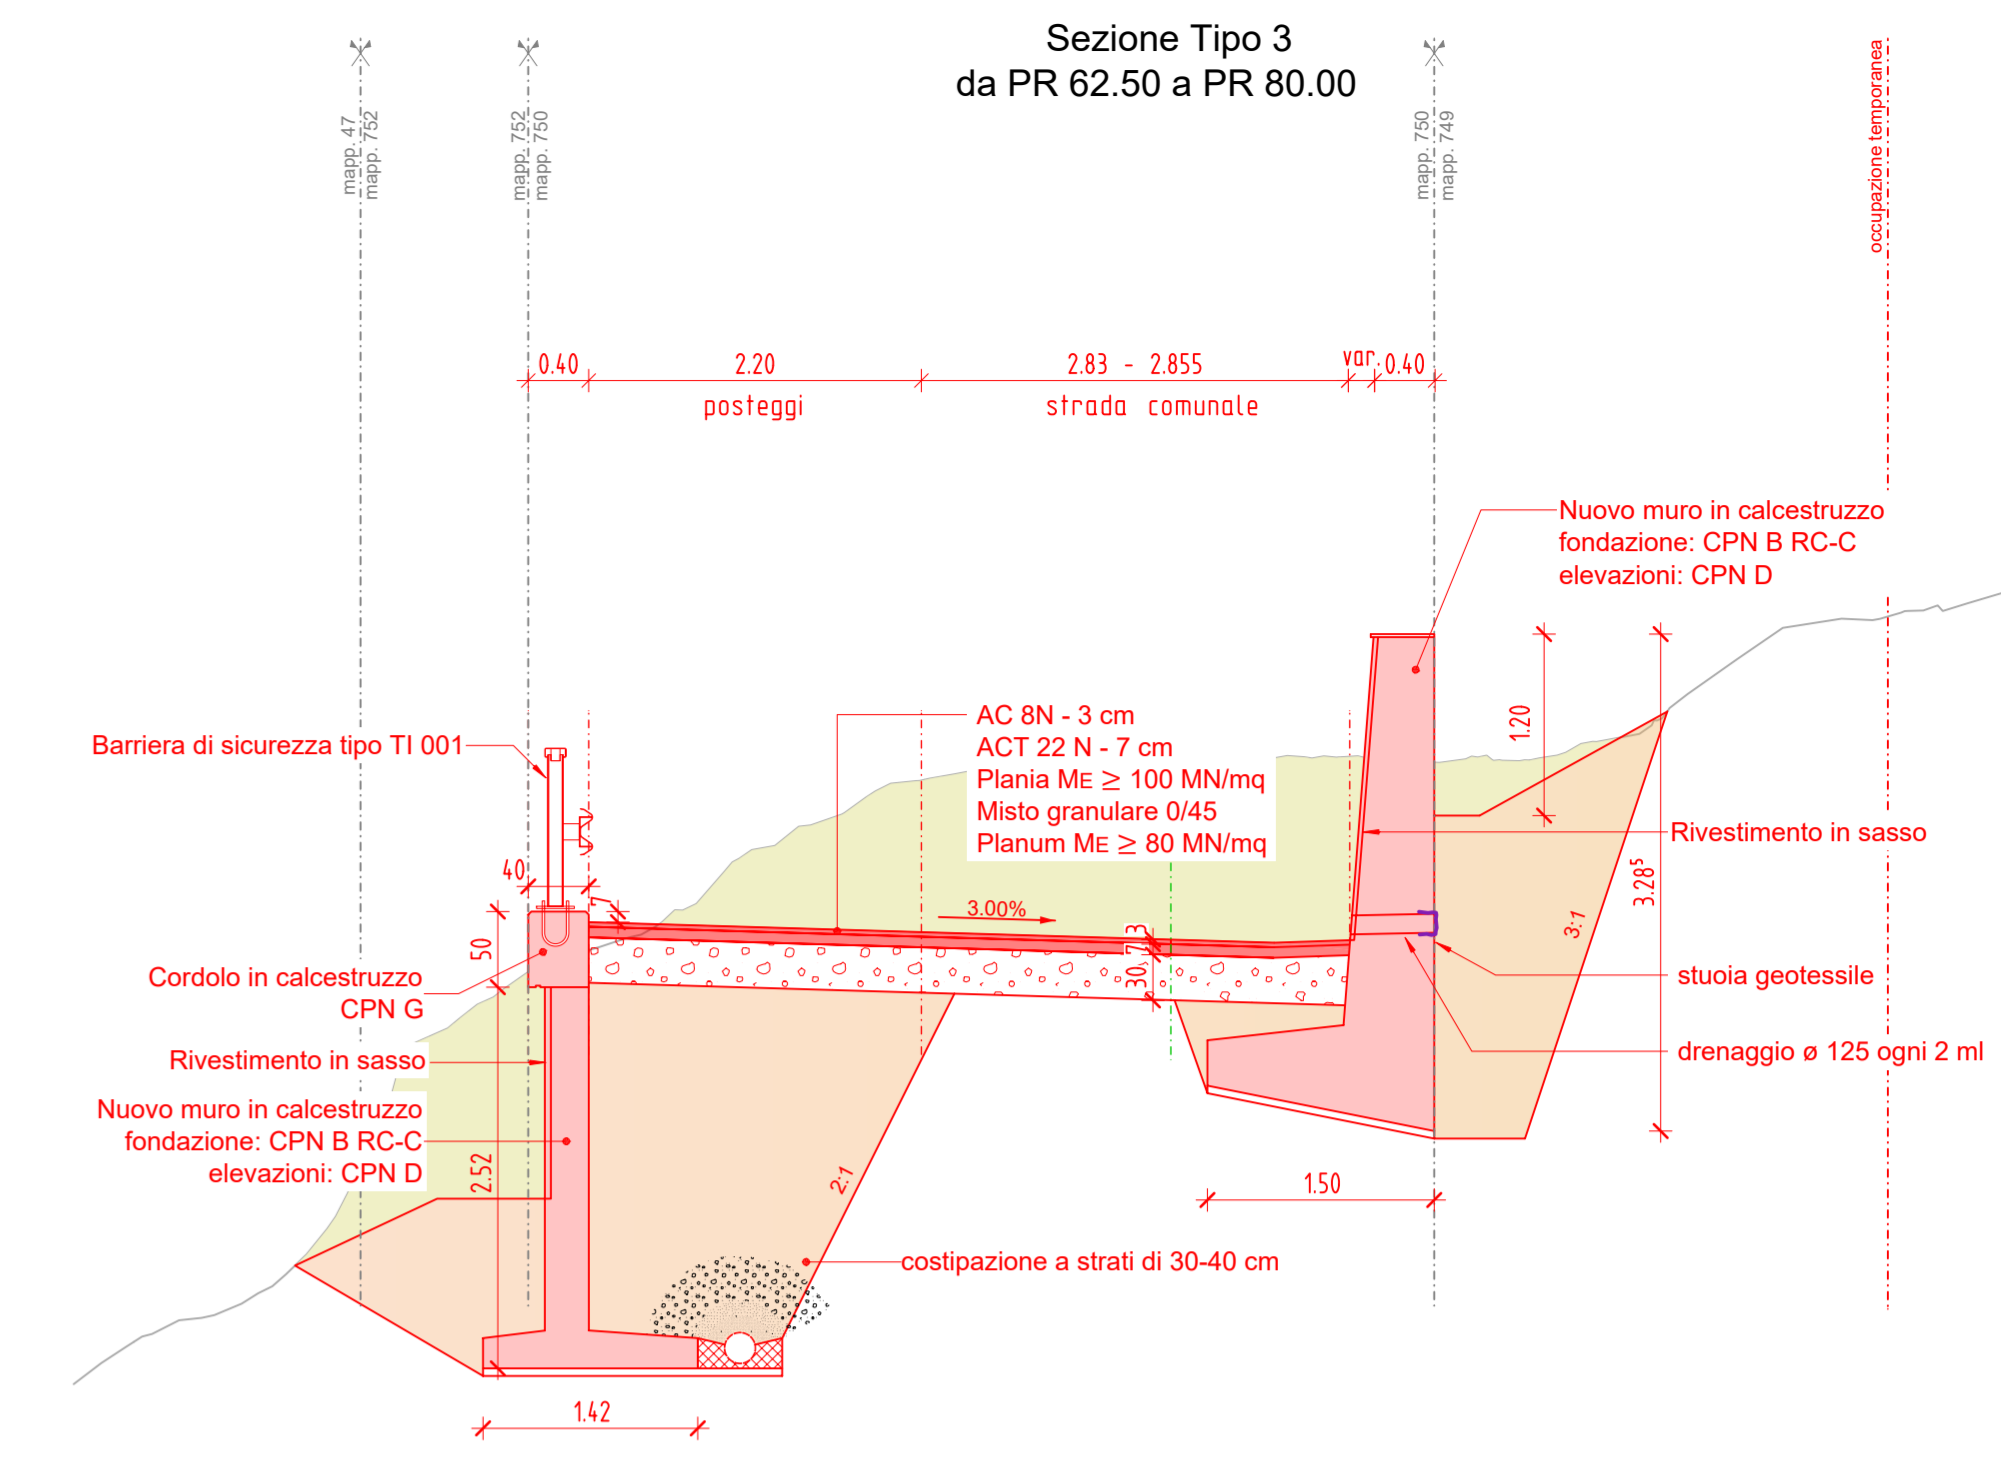 Sezione Tipo 3
da PR 62.50 a PR 80.00
mapp. 47
mapp. 752
mapp. 752
mapp. 750
mapp. 750
mapp. 749
occupazione temporanea
0.40
2.20
2.83 - 2.855
var.
0.40
posteggi
strada comunale
Nuovo muro in calcestruzzo
fondazione: CPN B RC-C
elevazioni: CPN D
AC 8N - 3 cm
ACT 22 N - 7 cm
Plania ME ≥ 100 MN/mq
Misto granulare 0/45
Planum ME ≥ 80 MN/mq
Barriera di sicurezza tipo TI 001
1.20
Rivestimento in sasso
3.28⁵
40
7
3.00%
50
3
7
30
3:1
Cordolo in calcestruzzo
CPN G
stuoia geotessile
drenaggio ø 125 ogni 2 ml
Rivestimento in sasso
Nuovo muro in calcestruzzo
fondazione: CPN B RC-C
elevazioni: CPN D
2.52
2:1
1.50
costipazione a strati di 30-40 cm
1.42